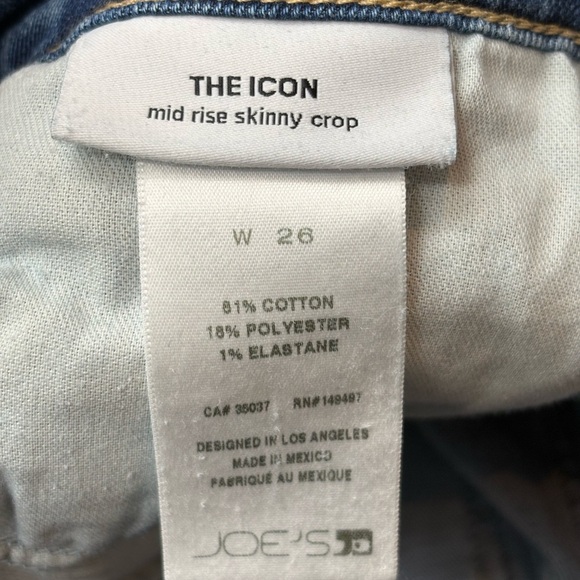 THE ICON
mid rise skinny crop
W 26
81% COTTON
18% POLYESTER
1% ELASTANE
CA# 35037 RN# 149497
DESIGNED IN LOS ANGELES
MADE IN MEXICO
FABRIQUÉ AU MEXIQUE
JOE'S